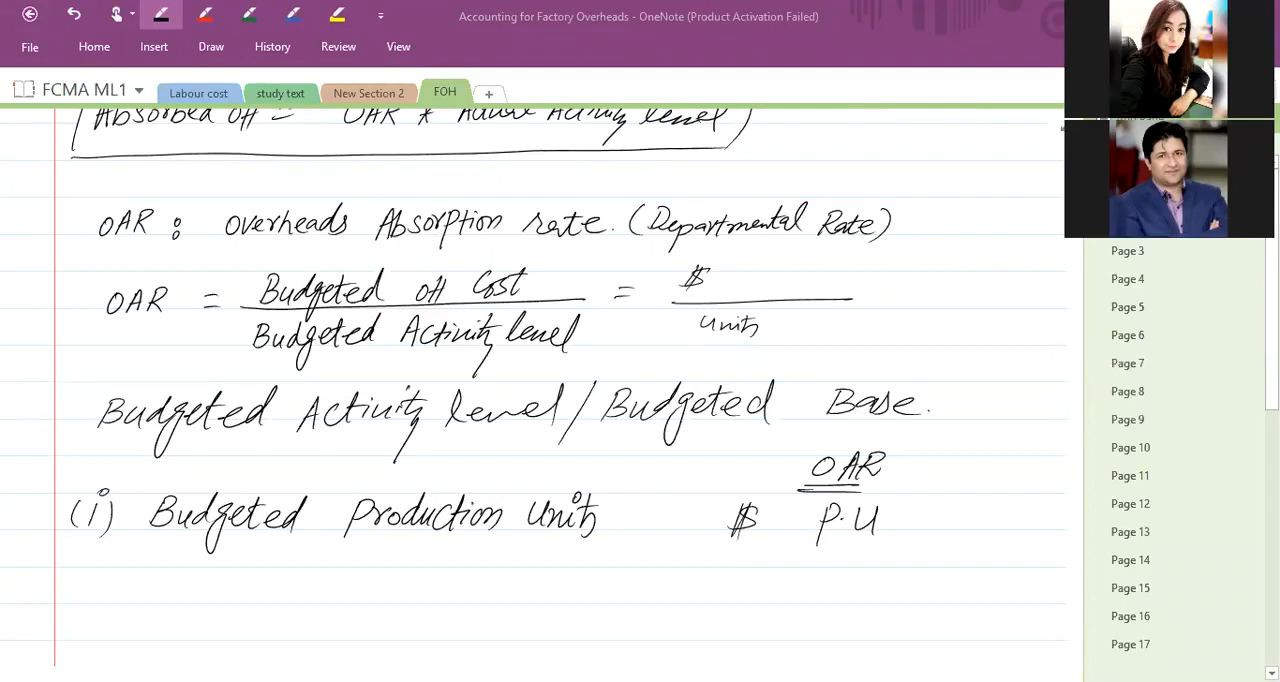 Accounting for Factory Overheads - OneNote (Product Activation Failed)
File Home Insert Draw History Review View
FCMA ML1 Labour cost study text New Section 2 FOH +
(Absorbed OH = OAR * Actual Activity level)
OAR : Overheads Absorption rate. (Departmental Rate)
OAR = Budgeted OH Cost = $
Budgeted Activity level units
Budgeted Activity level / Budgeted Base.
OAR
(i) Budgeted Production Units $ P.U
Page 3
Page 4
Page 5
Page 6
Page 7
Page 8
Page 9
Page 10
Page 11
Page 12
Page 13
Page 14
Page 15
Page 16
Page 17